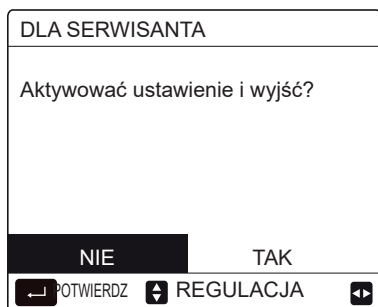 DLA SERWISANTA
Aktywować ustawienie i wyjść?
NIE TAK
POTWIERDZ REGULACJA